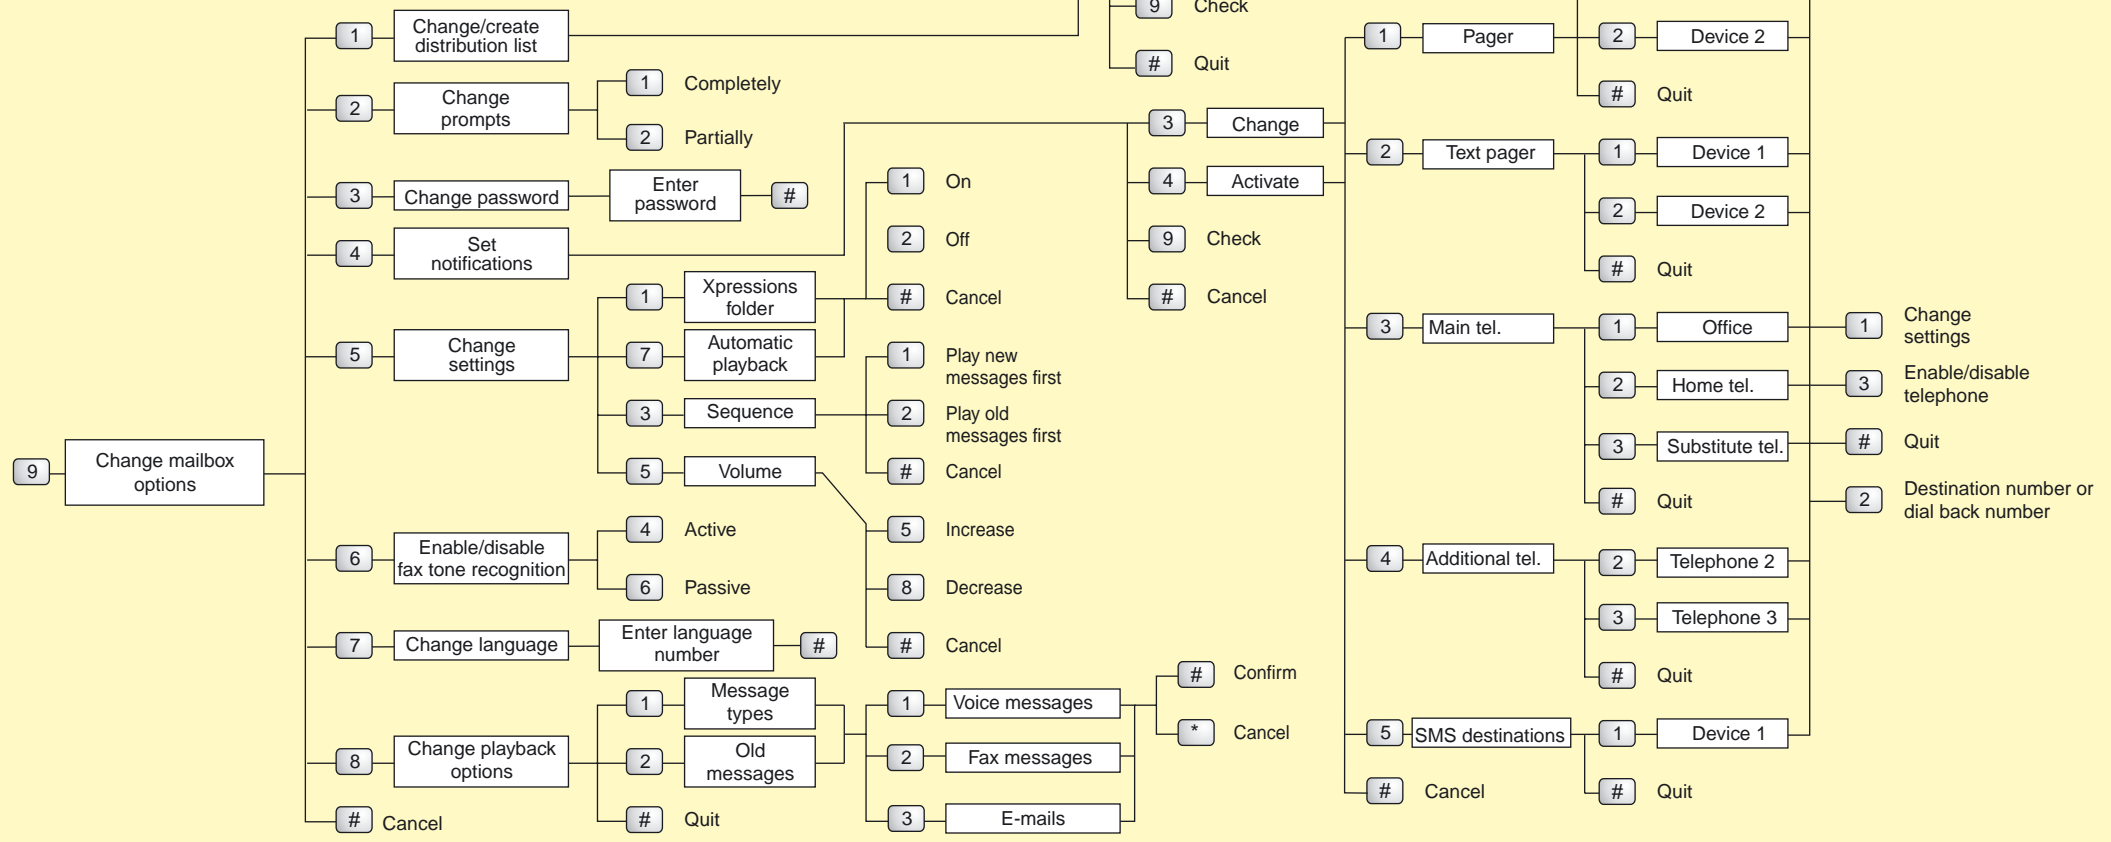 9
Change mailbox
options
1
Change/create
distribution list
9
Check
#
Quit
2
Change
prompts
1
Completely
2
Partially
3
Change password
Enter
password
#
4
Set
notifications
3
Change
4
Activate
9
Check
#
Cancel
5
Change
settings
1
Xpressions
folder
7
Automatic
playback
1
On
2
Off
#
Cancel
3
Sequence
1
Play new
messages first
2
Play old
messages first
#
Cancel
5
Volume
5
Increase
8
Decrease
#
Cancel
6
Enable/disable
fax tone recognition
4
Active
6
Passive
7
Change language
Enter language
number
#
8
Change playback
options
1
Message
types
2
Old
messages
#
Quit
1
Voice messages
2
Fax messages
3
E-mails
#
Confirm
*
Cancel
#
Cancel
1
Pager
2
Device 2
#
Quit
2
Text pager
1
Device 1
2
Device 2
#
Quit
3
Main tel.
1
Office
2
Home tel.
3
Substitute tel.
#
Quit
4
Additional tel.
2
Telephone 2
3
Telephone 3
#
Quit
5
SMS destinations
1
Device 1
#
Quit
#
Cancel
1
Change
settings
3
Enable/disable
telephone
#
Quit
2
Destination number or
dial back number